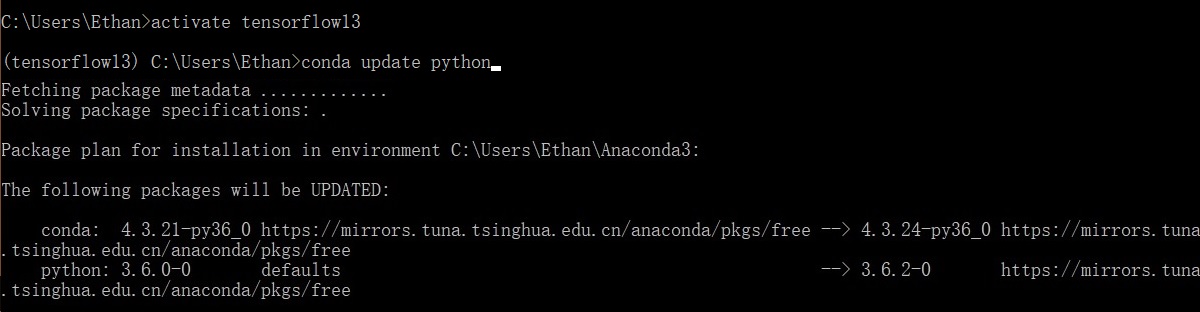 C:\Users\Ethan>activate tensorflow13
(tensorflow13) C:\Users\Ethan>conda update python
Fetching package metadata .............
Solving package specifications: .
Package plan for installation in environment C:\Users\Ethan\Anaconda3:
The following packages will be UPDATED:
conda:  4.3.21-py36_0 https://mirrors.tuna.tsinghua.edu.cn/anaconda/pkgs/free --> 4.3.24-py36_0 https://mirrors.tuna
.tsinghua.edu.cn/anaconda/pkgs/free
python: 3.6.0-0       defaults                                                --> 3.6.2-0       https://mirrors.tuna
.tsinghua.edu.cn/anaconda/pkgs/free